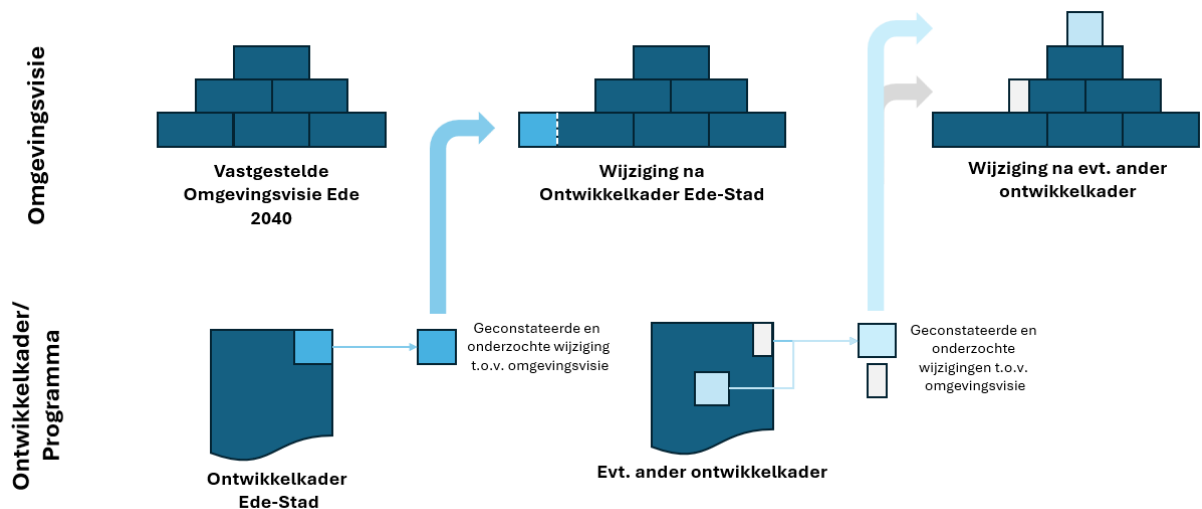 Omgevingsvisie
Vastgestelde
Omgevingsvisie Ede
2040
Wijziging na
Ontwikkelkader Ede-Stad
Wijziging na evt. ander
ontwikkelkader
Ontwikkelkader/
Programma
Geconstateerde en
onderzochte wijziging
t.o.v. omgevingsvisie
Geconstateerde en
onderzochte
wijzigingen t.o.v.
omgevingsvisie
Ontwikkelkader
Ede-Stad
Evt. ander ontwikkelkader